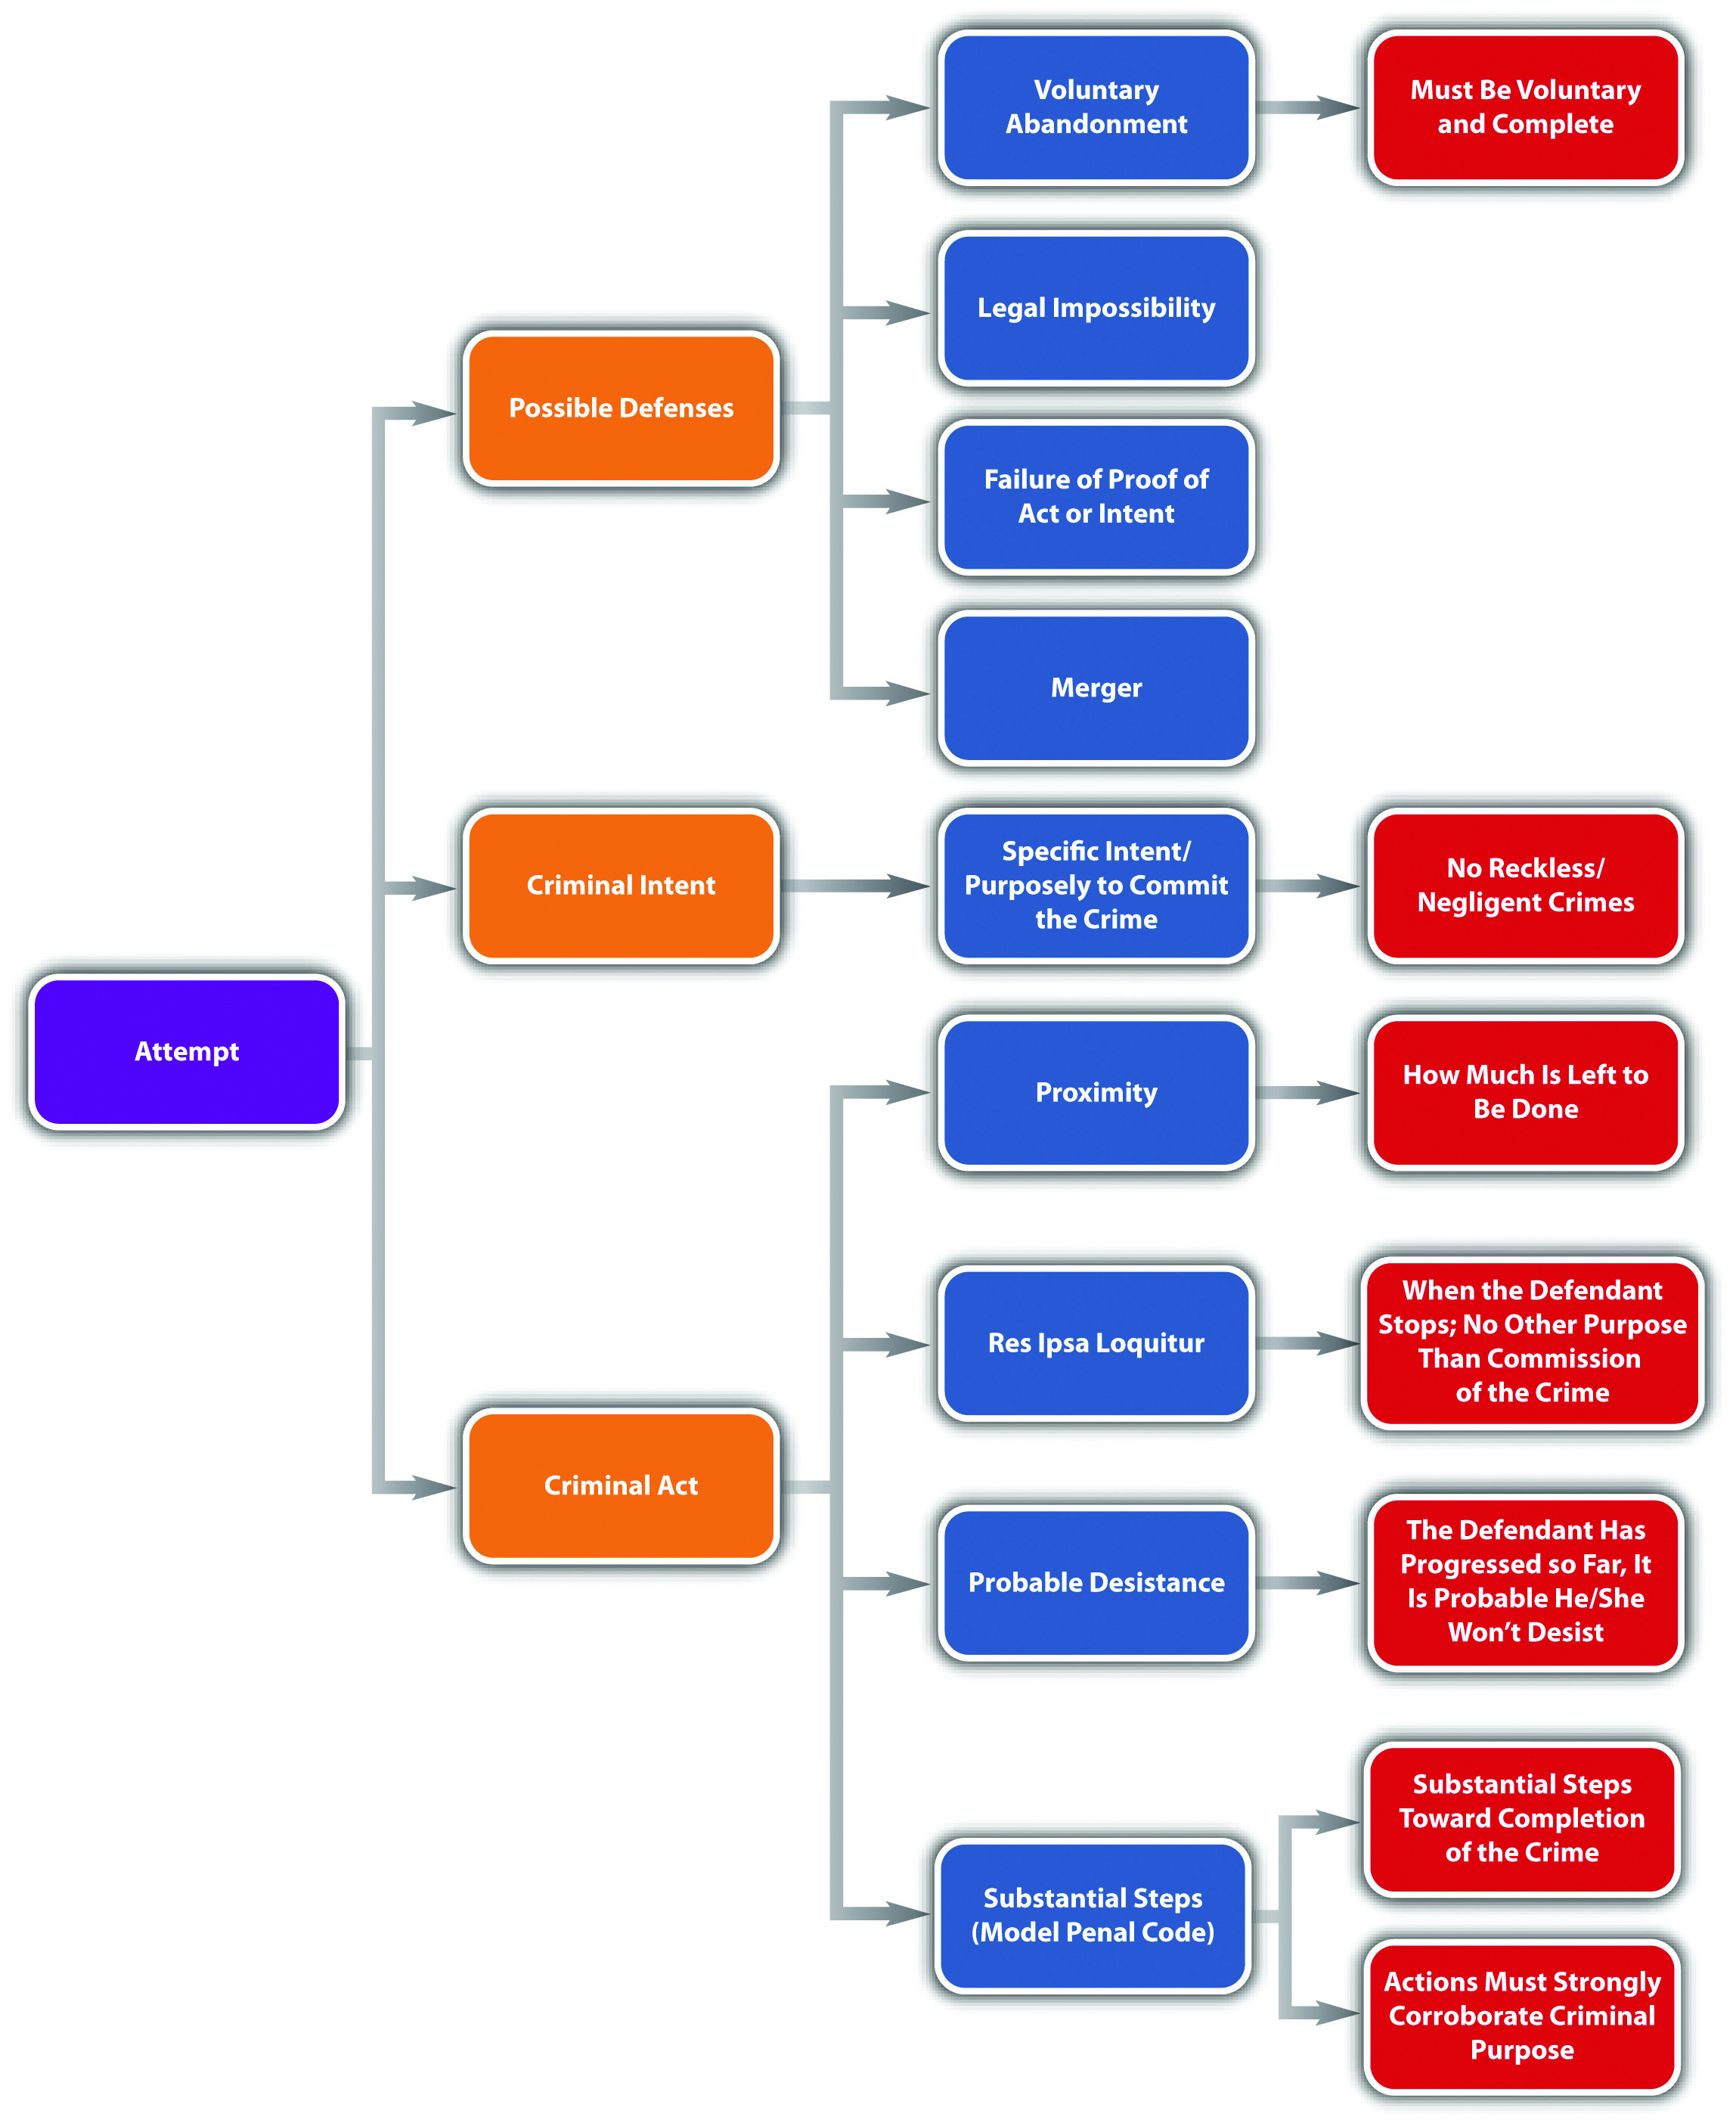 Voluntary
Abandonment
Must Be Voluntary
and Complete
Legal Impossibility
Possible Defenses
Failure of Proof of
Act or Intent
Merger
Criminal Intent
Specific Intent/
Purposely to Commit
the Crime
No Reckless/
Negligent Crimes
Attempt
Proximity
How Much Is Left to
Be Done
Res Ipsa Loquitur
When the Defendant
Stops; No Other Purpose
Than Commission
of the Crime
Criminal Act
Probable Desistance
The Defendant Has
Progressed so Far, It
Is Probable He/She
Won't Desist
Substantial Steps
(Model Penal Code)
Substantial Steps
Toward Completion
of the Crime
Actions Must Strongly
Corroborate Criminal
Purpose